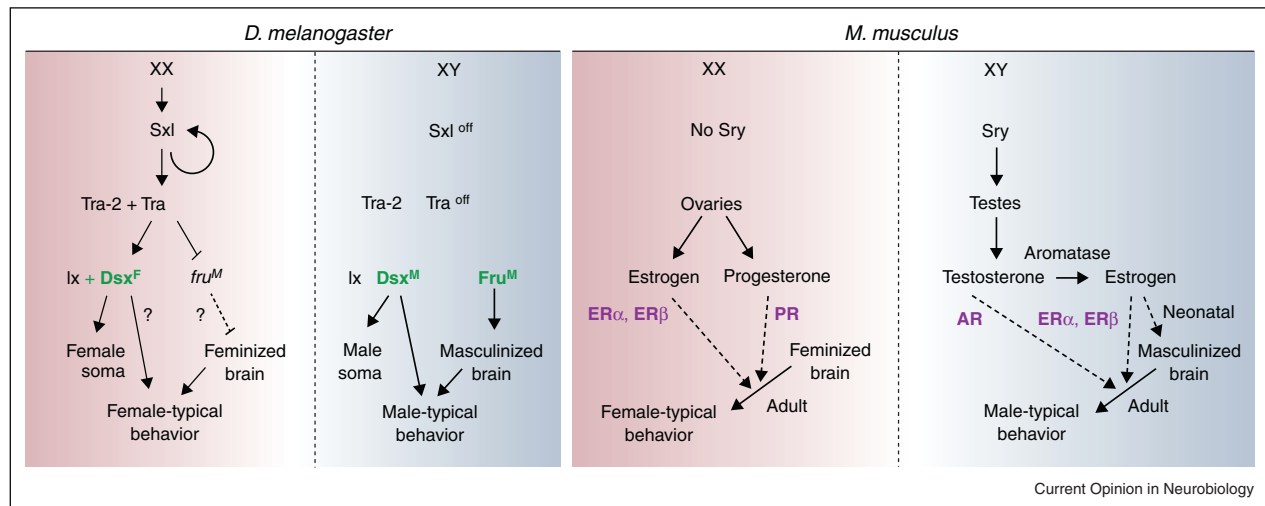 D. melanogaster
XX
Sxl
Tra-2 + Tra
Ix + Dsxᶠ
fruᴹ
?
?
Female
soma
Feminized
brain
Female-typical
behavior
XY
Sxl off
Tra-2
Tra off
Ix
Dsxᴹ
Fruᴹ
Male
soma
Masculinized
brain
Male-typical
behavior
M. musculus
XX
No Sry
Ovaries
Estrogen
Progesterone
ERα, ERβ
PR
Feminized
brain
Adult
Female-typical
behavior
XY
Sry
Testes
Aromatase
Testosterone
Estrogen
AR
ERα, ERβ
Neonatal
Masculinized
brain
Adult
Male-typical
behavior
Current Opinion in Neurobiology